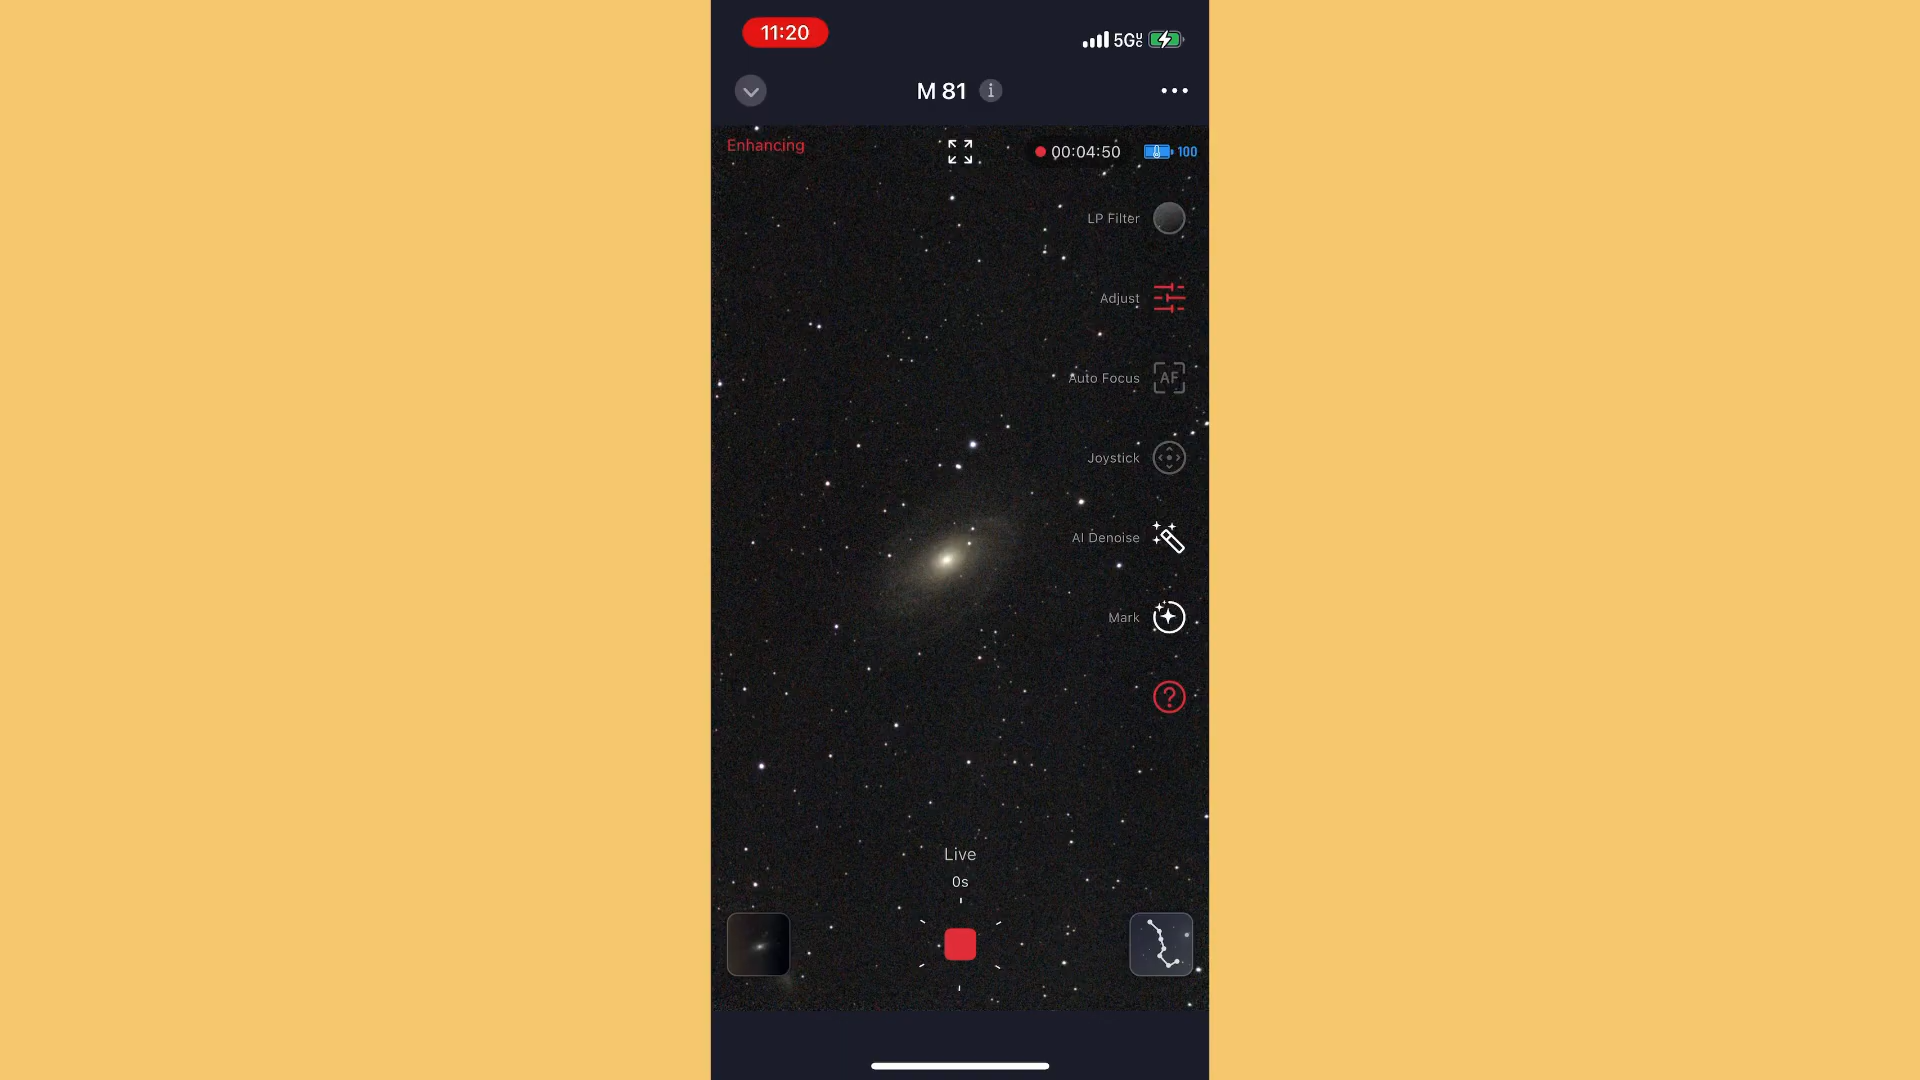 11:20
5GUC
M 81
Enhancing
00:04:50
100
LP Filter
Adjust
Auto Focus
AF
Joystick
AI Denoise
Mark
Live
0s